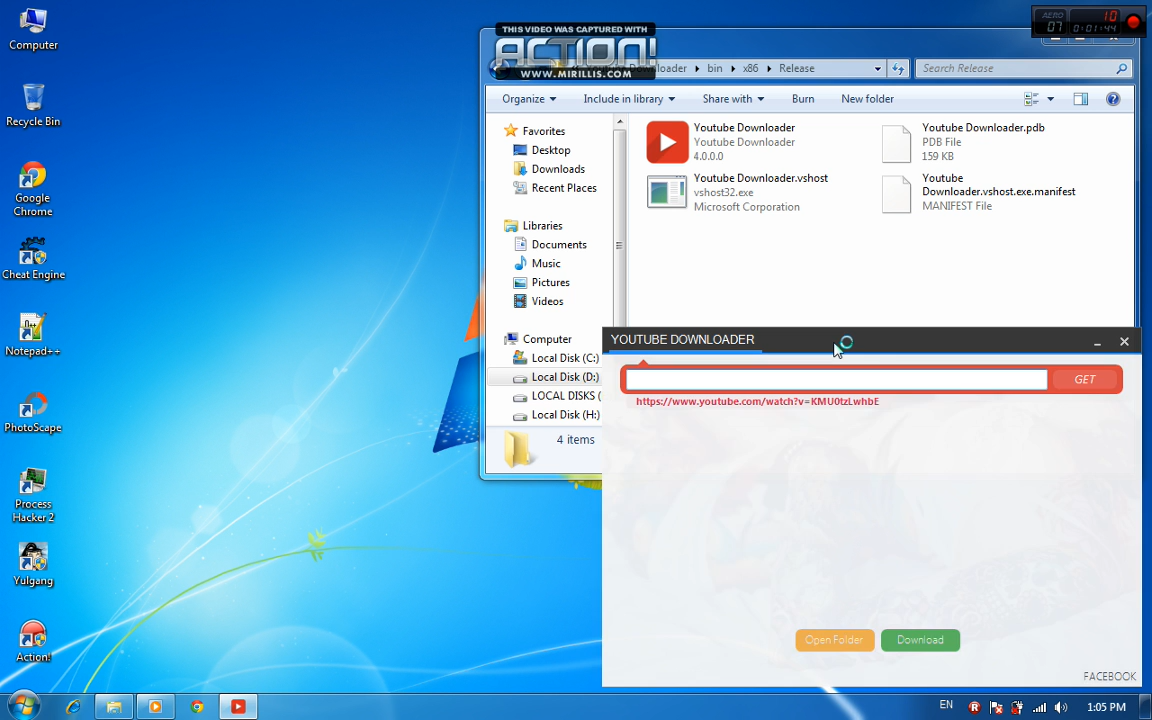 Computer
Recycle Bin
Google
Chrome
Cheat Engine
Notepad++
PhotoScape
Process
Hacker 2
Yulgang
Action!
THIS VIDEO WAS CAPTURED WITH
ACTION!
WWW.MIRILLIS.COM
AERO
07
10
0:01:44
Downloader
bin
x86
Release
Search Release
Organize
Include in library
Share with
Burn
New folder
Favorites
Desktop
Downloads
Recent Places
Libraries
Documents
Music
Pictures
Videos
Computer
Local Disk (C:)
Local Disk (D:)
LOCAL DISKS (
Local Disk (H:)
4 items
Youtube Downloader
Youtube Downloader
4.0.0.0
Youtube Downloader.pdb
PDB File
159 KB
Youtube Downloader.vshost
vshost32.exe
Microsoft Corporation
Youtube
Downloader.vshost.exe.manifest
MANIFEST File
YOUTUBE DOWNLOADER
GET
https://www.youtube.com/watch?v=KMU0tzLwhbE
Open Folder
Download
FACEBOOK
EN
1:05 PM